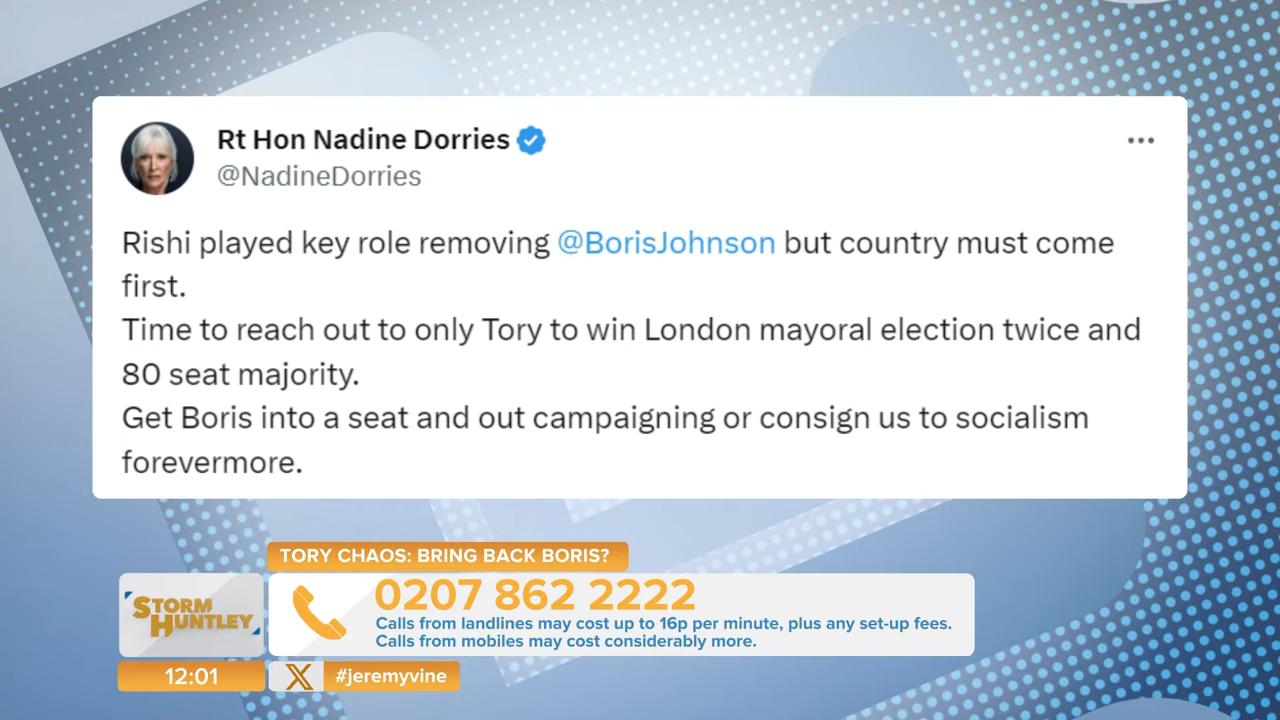 Rt Hon Nadine Dorries
@NadineDorries
Rishi played key role removing @BorisJohnson but country must come
first.
Time to reach out to only Tory to win London mayoral election twice and
80 seat majority.
Get Boris into a seat and out campaigning or consign us to socialism
forevermore.
TORY CHAOS: BRING BACK BORIS?
STORM
HUNTLEY
0207 862 2222
Calls from landlines may cost up to 16p per minute, plus any set-up fees.
Calls from mobiles may cost considerably more.
12:01
#jeremyvine